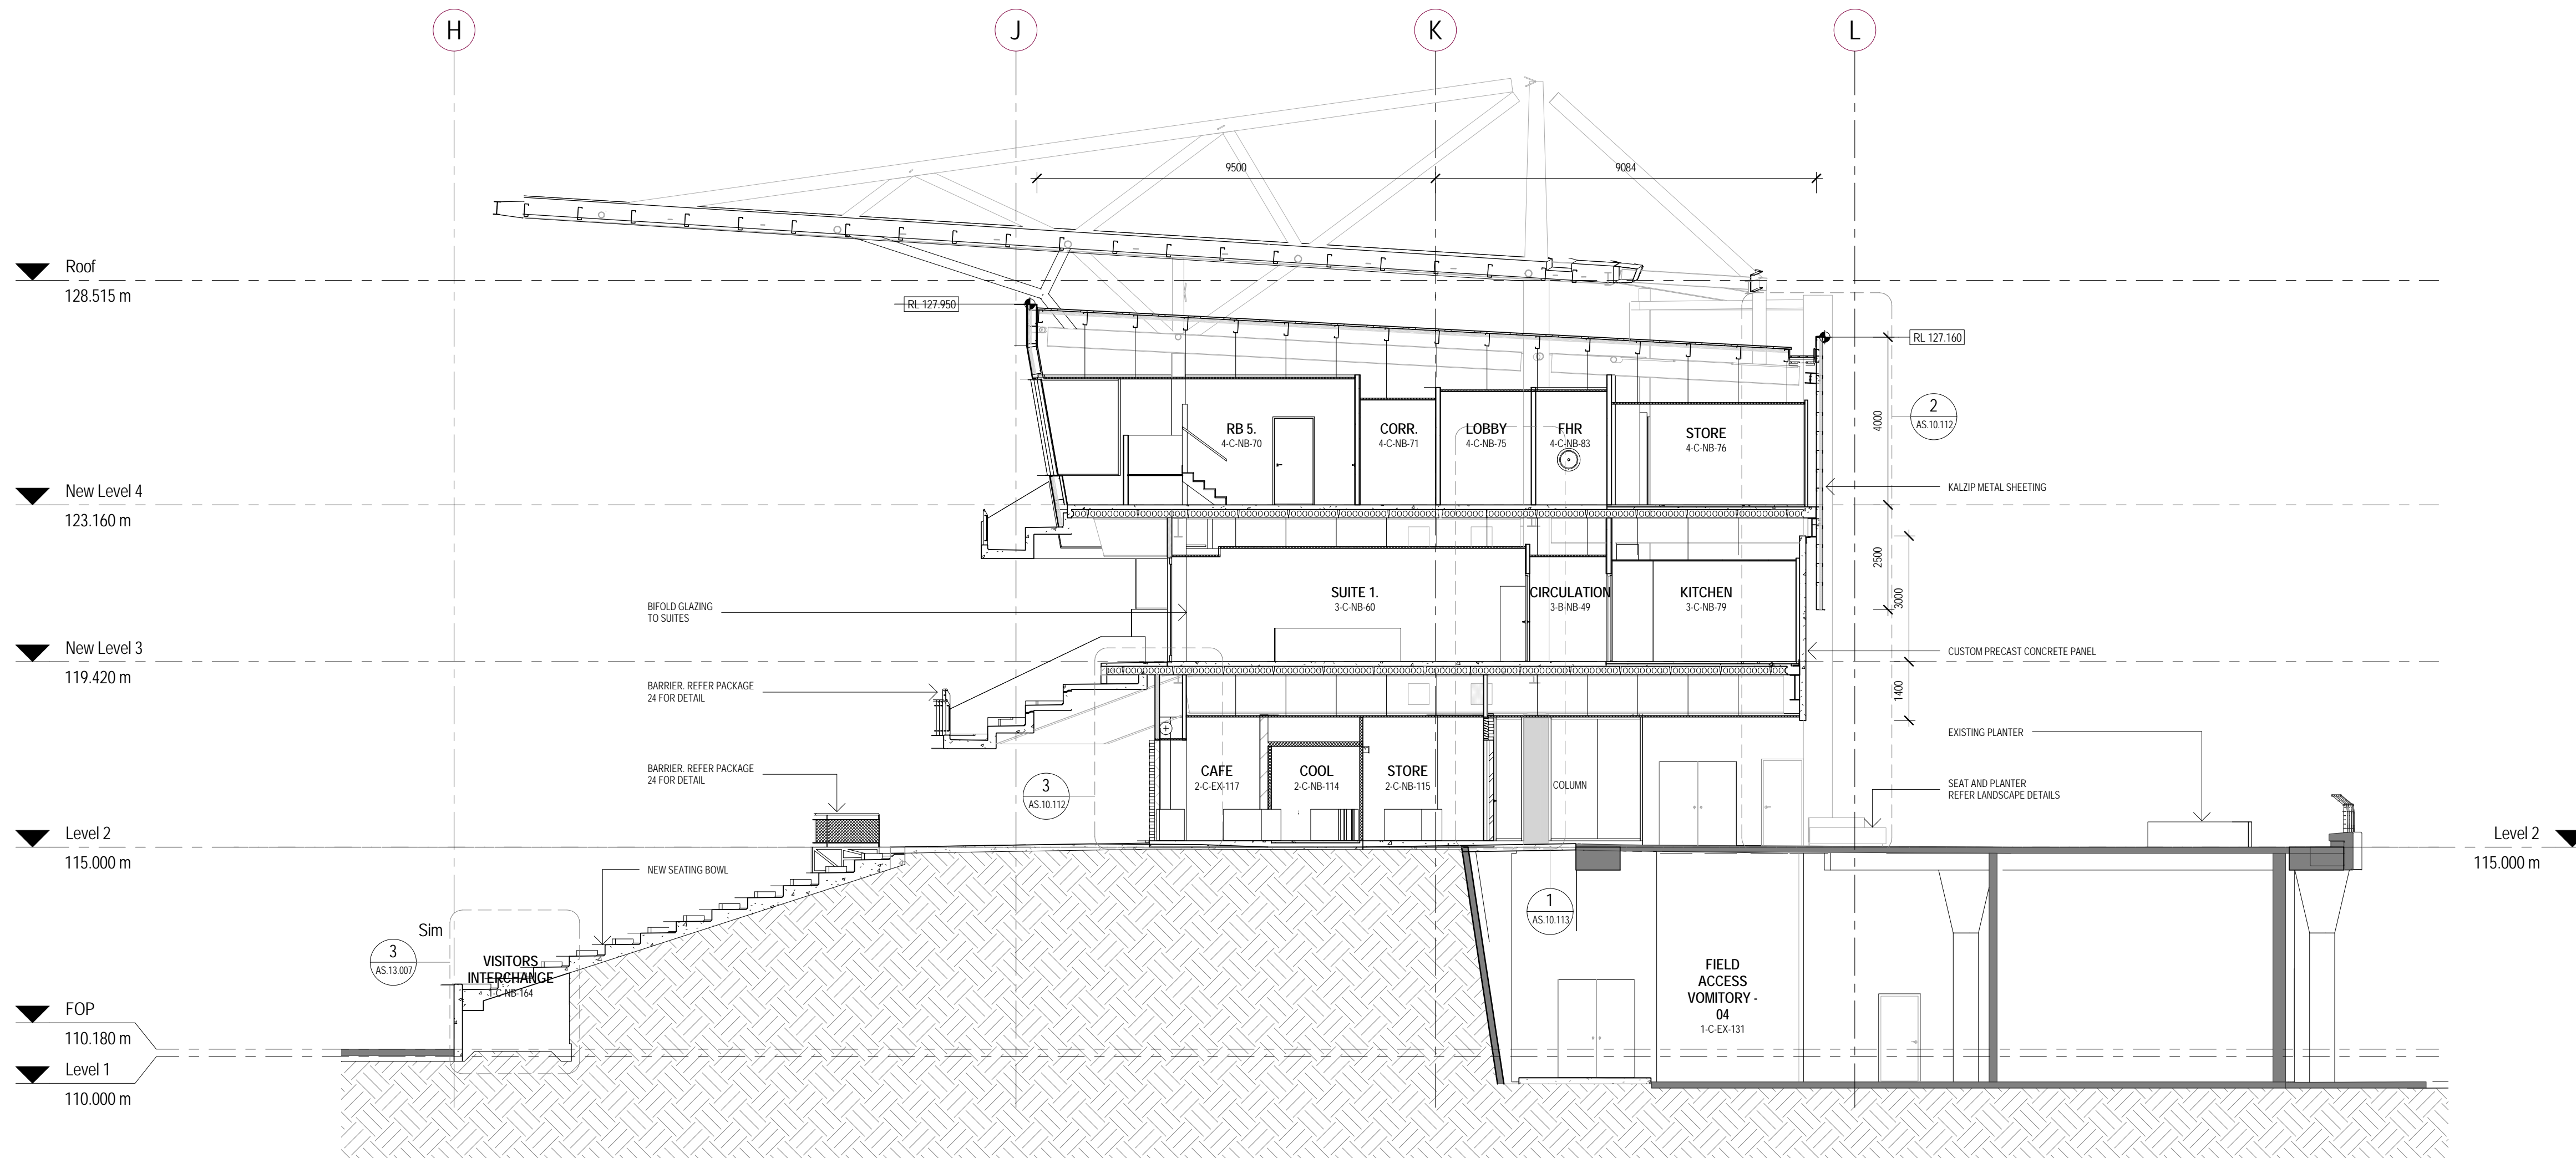 H
J
K
L
9500
9084
Roof
128.515 m
RL 127.950
RL 127.160
4000
2
AS.10.112
RB 5.
4-C-NB-70
CORR.
4-C-NB-71
LOBBY
4-C-NB-75
FHR
4-C-NB-83
STORE
4-C-NB-76
KALZIP METAL SHEETING
New Level 4
123.160 m
2500
3000
BIFOLD GLAZING
TO SUITES
SUITE 1.
3-C-NB-60
CIRCULATION
3-B-NB-49
KITCHEN
3-C-NB-79
CUSTOM PRECAST CONCRETE PANEL
New Level 3
119.420 m
1400
BARRIER. REFER PACKAGE
24 FOR DETAIL
EXISTING PLANTER
BARRIER. REFER PACKAGE
24 FOR DETAIL
3
AS.10.112
CAFE
2-C-EX-117
COOL
2-C-NB-114
STORE
2-C-NB-115
COLUMN
SEAT AND PLANTER
REFER LANDSCAPE DETAILS
Level 2
115.000 m
Level 2
115.000 m
NEW SEATING BOWL
1
AS.10.113
Sim
3
AS.13.007
VISITORS
INTERCHANGE
-C-NB-164
FIELD
ACCESS
VOMITORY -
04
1-C-EX-131
FOP
110.180 m
Level 1
110.000 m